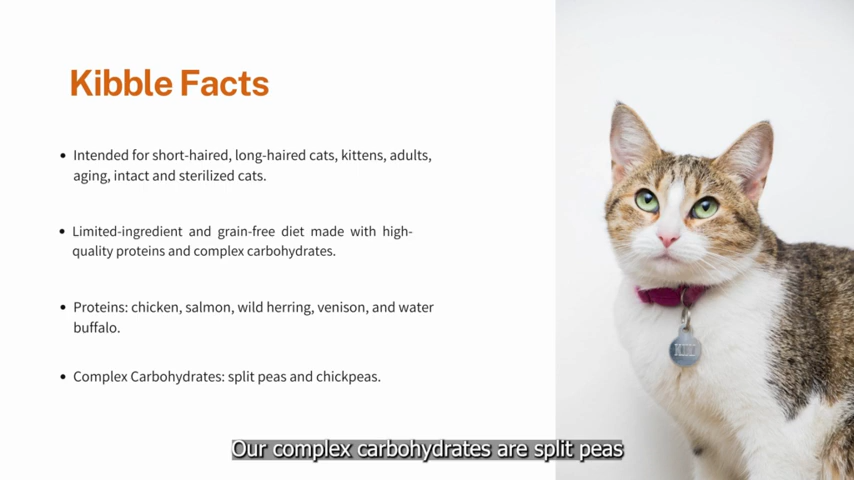 Kibble Facts
• Intended for short-haired, long-haired cats, kittens, adults,
aging, intact and sterilized cats.
• Limited-ingredient and grain-free diet made with high-
quality proteins and complex carbohydrates.
• Proteins: chicken, salmon, wild herring, venison, and water
buffalo.
• Complex Carbohydrates: split peas and chickpeas.
Our complex carbohydrates are split peas